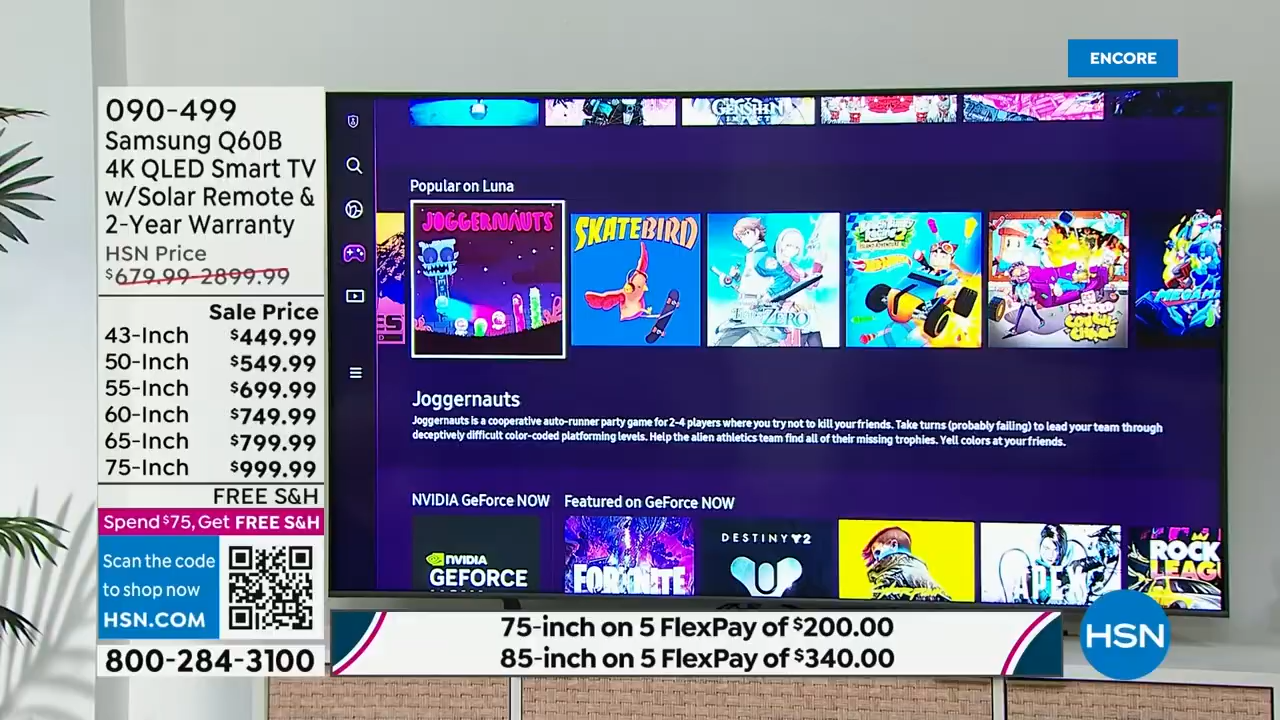 ENCORE
090-499
Samsung Q60B
4K QLED Smart TV
w/Solar Remote &
2-Year Warranty
HSN Price
$679.99-2899.99
Sale Price
43-Inch $449.99
50-Inch $549.99
55-Inch $699.99
60-Inch $749.99
65-Inch $799.99
75-Inch $999.99
FREE S&H
Spend $75, Get FREE S&H
Scan the code
to shop now
HSN.COM
800-284-3100
GENSHIN
IMPACT
Popular on Luna
JOGGERNAUTS
SKATEBIRD
ZERO
Joggernauts
Joggernauts is a cooperative auto-runner party game for 2-4 players where you try not to kill your friends. Take turns (probably failing) to lead your team through
deceptively difficult color-coded platforming levels. Help the alien athletics team find all of their missing trophies. Yell colors at your friends.
NVIDIA GeForce NOW Featured on GeForce NOW
NVIDIA
GEFORCE
FORTNITE
DESTINY 2
APEX
ROCK
LEAG
75-inch on 5 FlexPay of $200.00
85-inch on 5 FlexPay of $340.00
HSN